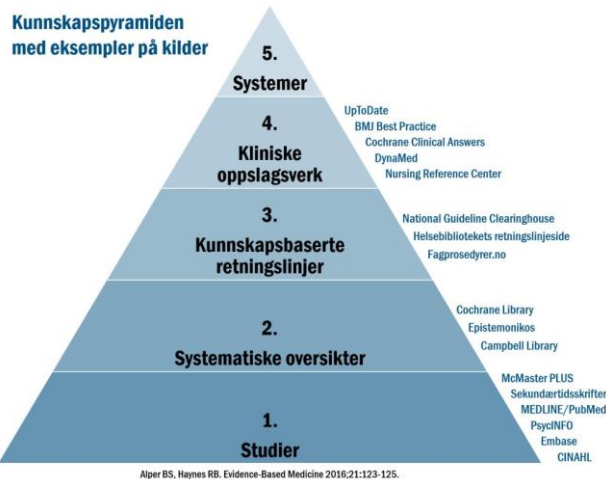 Kunnskapspyramiden
med eksempler på kilder
5.
Systemer
4.
Kliniske
oppslagsverk
UpToDate
BMJ Best Practice
Cochrane Clinical Answers
DynaMed
Nursing Reference Center
3.
Kunnskapsbaserte
retningslinjer
National Guideline Clearinghouse
Helsebibliotekets retningslinjeside
Fagprosedyrer.no
2.
Systematiske oversikter
Cochrane Library
Epistemonikos
Campbell Library
1.
Studier
McMaster PLUS
Sekundærtidsskrifter
MEDLINE/PubMed
PsycINFO
Embase
CINAHL
Alper BS, Haynes RB. Evidence-Based Medicine 2016;21:123-125.